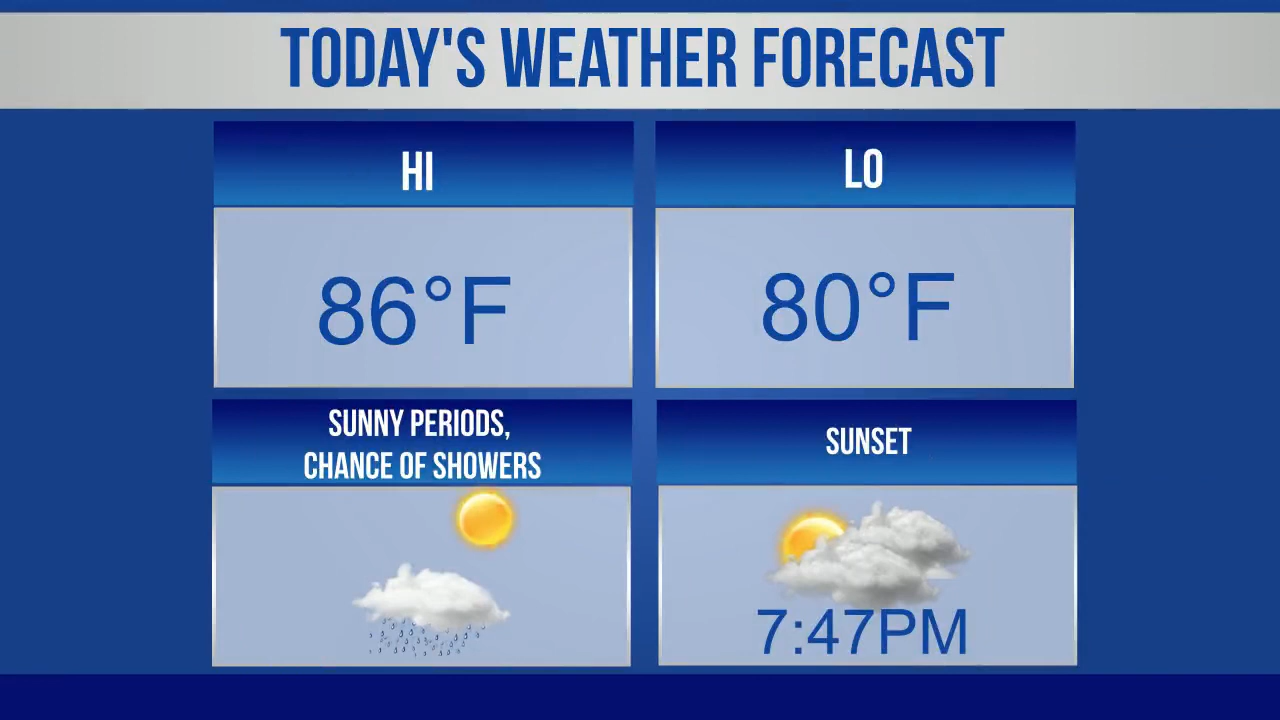 TODAY'S WEATHER FORECAST
HI
LO
86°F
80°F
SUNNY PERIODS,
CHANCE OF SHOWERS
SUNSET
7:47PM